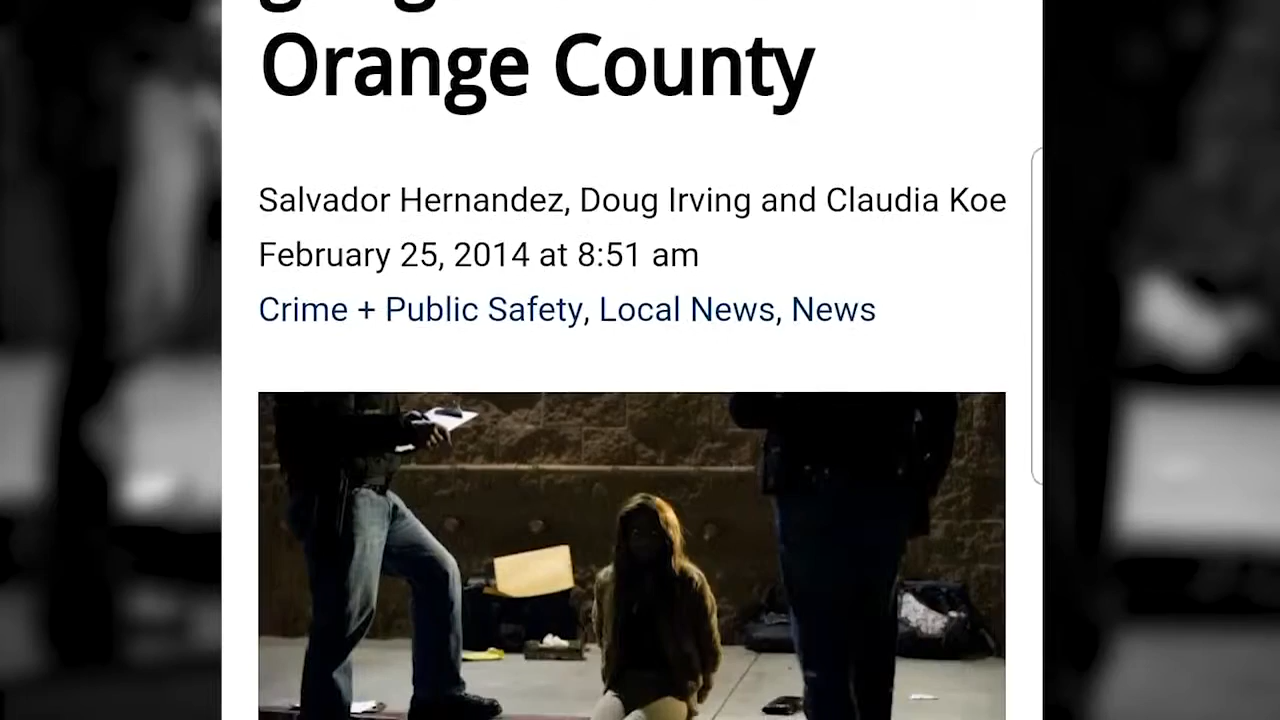 Orange County
Salvador Hernandez, Doug Irving and Claudia Koe
February 25, 2014 at 8:51 am
Crime + Public Safety, Local News, News